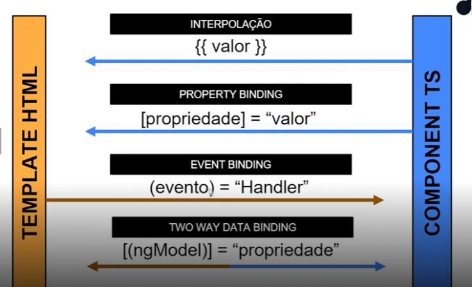 INTERPOLAÇÃO
{{ valor }}
PROPERTY BINDING
[propriedade] = “valor”
EVENT BINDING
(evento) = “Handler”
TWO WAY DATA BINDING
[(ngModel)] = “propriedade”
TEMPLATE HTML
COMPONENT TS